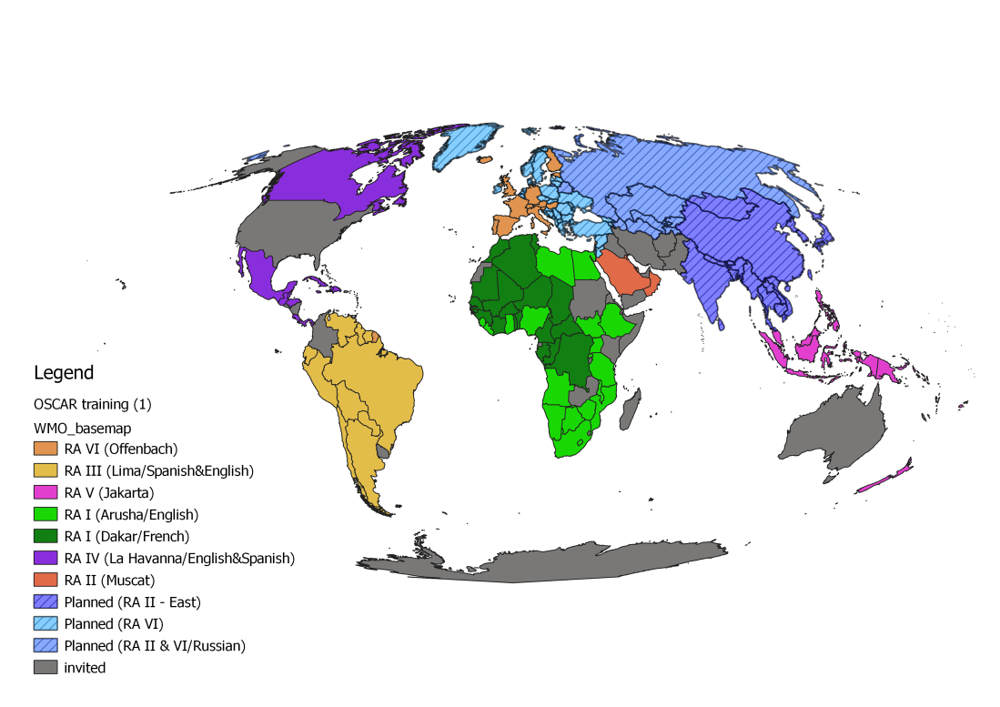 Legend
OSCAR training (1)
WMO_basemap
RA VI (Offenbach)
RA III (Lima/Spanish&English)
RA V (Jakarta)
RA I (Arusha/English)
RA I (Dakar/French)
RA IV (La Havanna/English&Spanish)
RA II (Muscat)
Planned (RA II - East)
Planned (RA VI)
Planned (RA II & VI/Russian)
invited